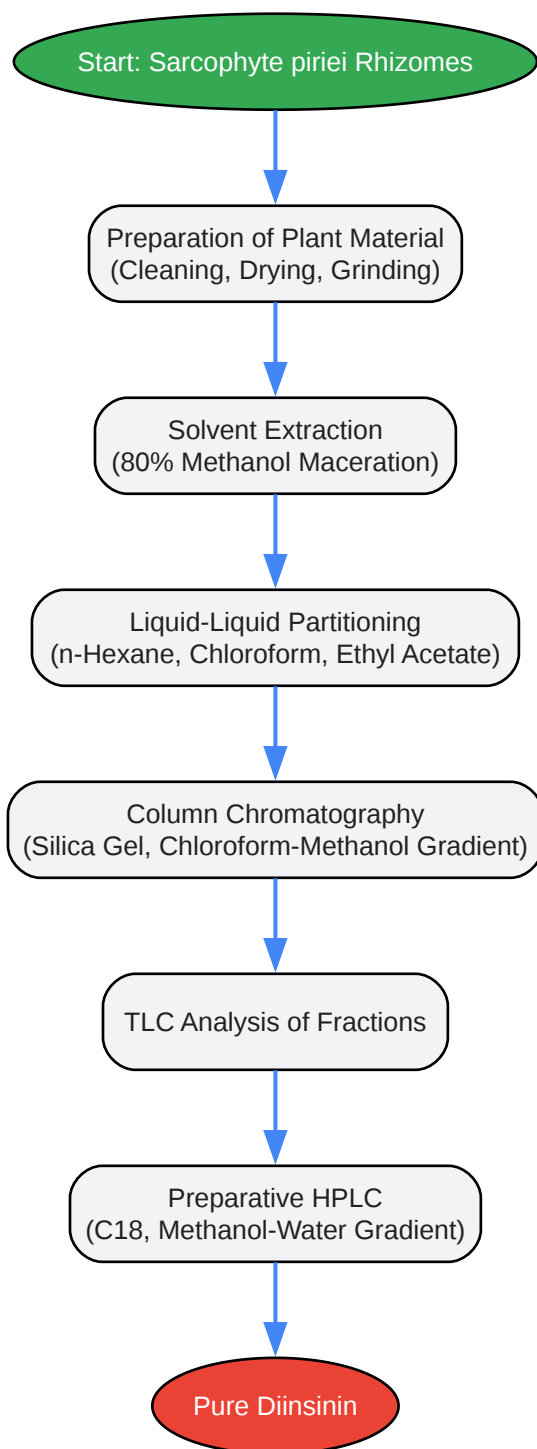 Start: Sarcophyte piriei Rhizomes
Preparation of Plant Material
(Cleaning, Drying, Grinding)
Solvent Extraction
(80% Methanol Maceration)
Liquid-Liquid Partitioning
(n-Hexane, Chloroform, Ethyl Acetate)
Column Chromatography
(Silica Gel, Chloroform-Methanol Gradient)
TLC Analysis of Fractions
Preparative HPLC
(C18, Methanol-Water Gradient)
Pure Diinsinin